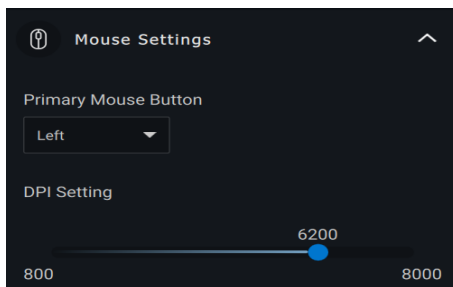 Mouse Settings
Primary Mouse Button
Left
DPI Setting
6200
800 8000